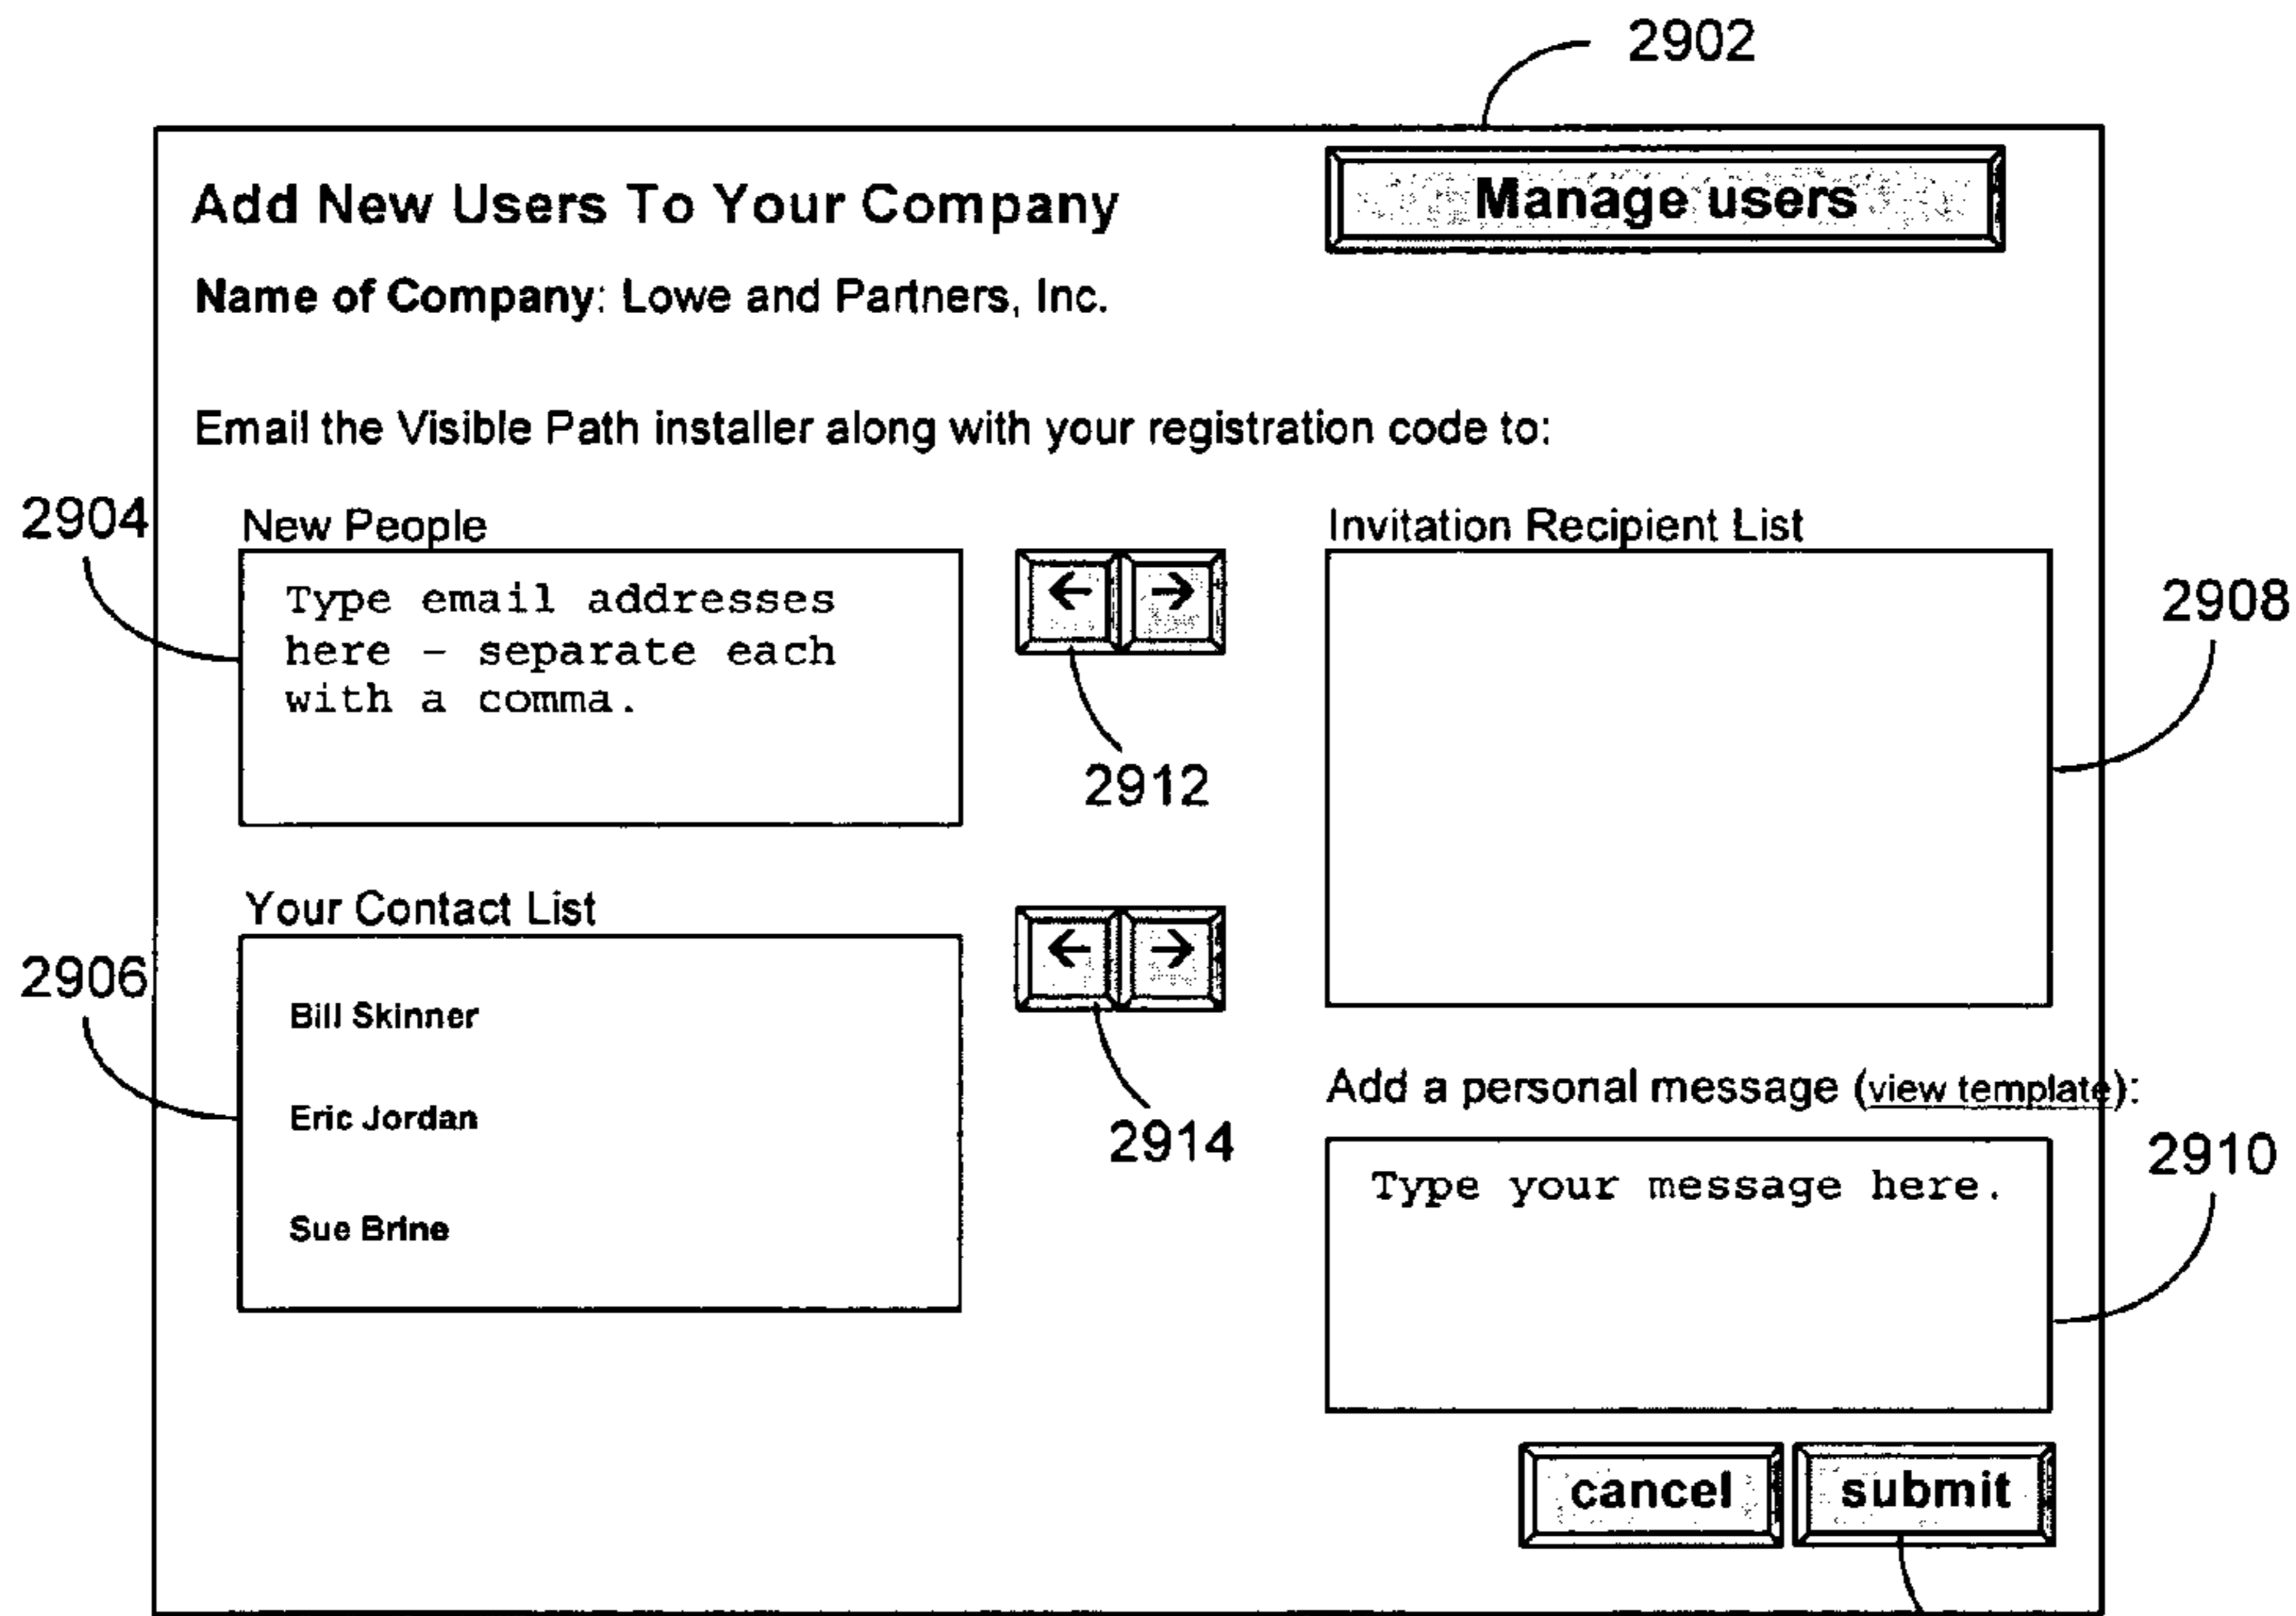 2902
Add New Users To Your Company
Manage users
Name of Company: Lowe and Partners, Inc.
Email the Visible Path installer along with your registration code to:
2904
New People
Type email addresses
here – separate each
with a comma.
← →
2912
Invitation Recipient List
2908
Your Contact List
2906
Bill Skinner
Eric Jordan
Sue Brine
← →
2914
Add a personal message (view template):
Type your message here.
2910
cancel
submit